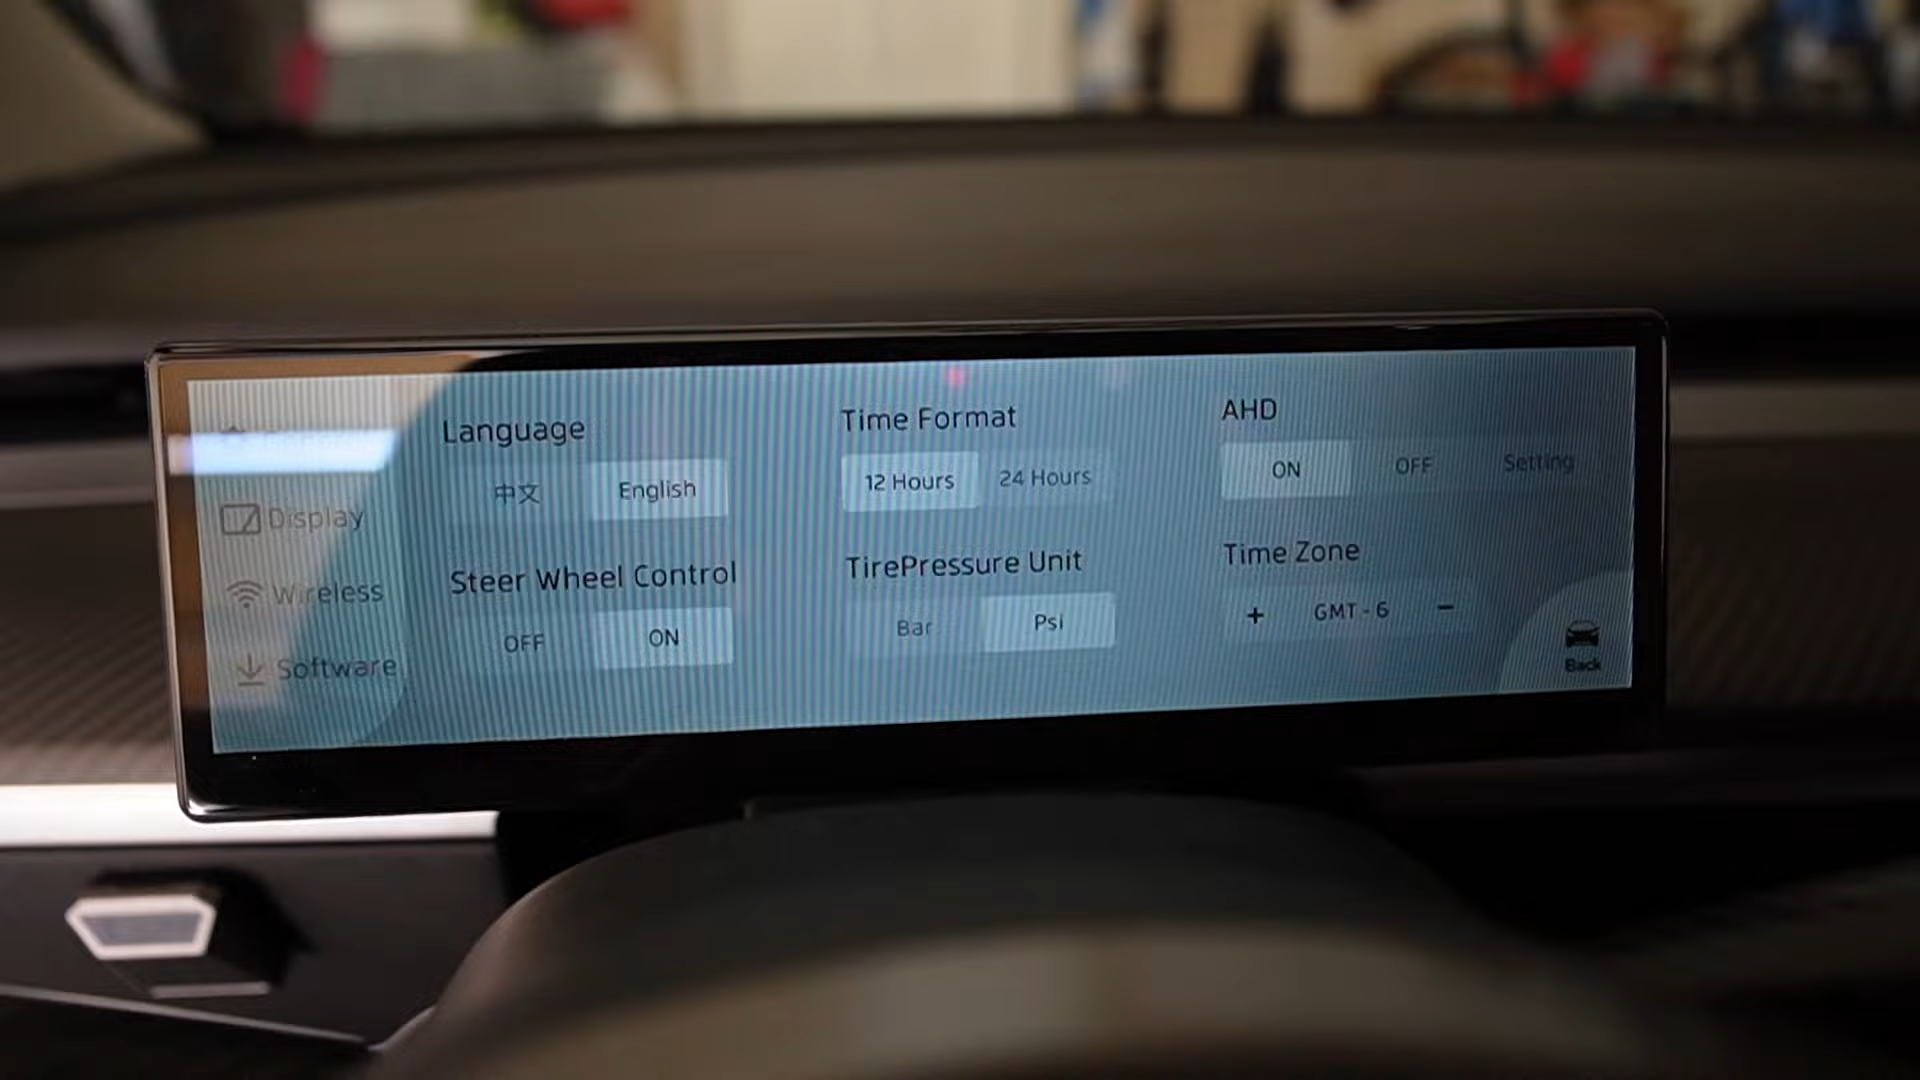 Language
中文
English
Time Format
12 Hours
24 Hours
AHD
ON
OFF
Setting
Display
Wireless
Software
Steer Wheel Control
OFF
ON
TirePressure Unit
Bar
Psi
Time Zone
+
GMT - 6
−
Back